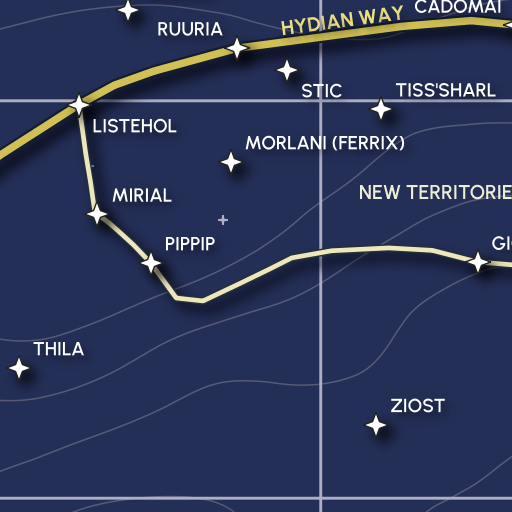 CADOMAI
HYDIAN WAY
RUURIA
STIC
TISS'SHARL
LISTEHOL
MORLANI (FERRIX)
MIRIAL
NEW TERRITORIE
PIPPIP
GI
THILA
ZIOST